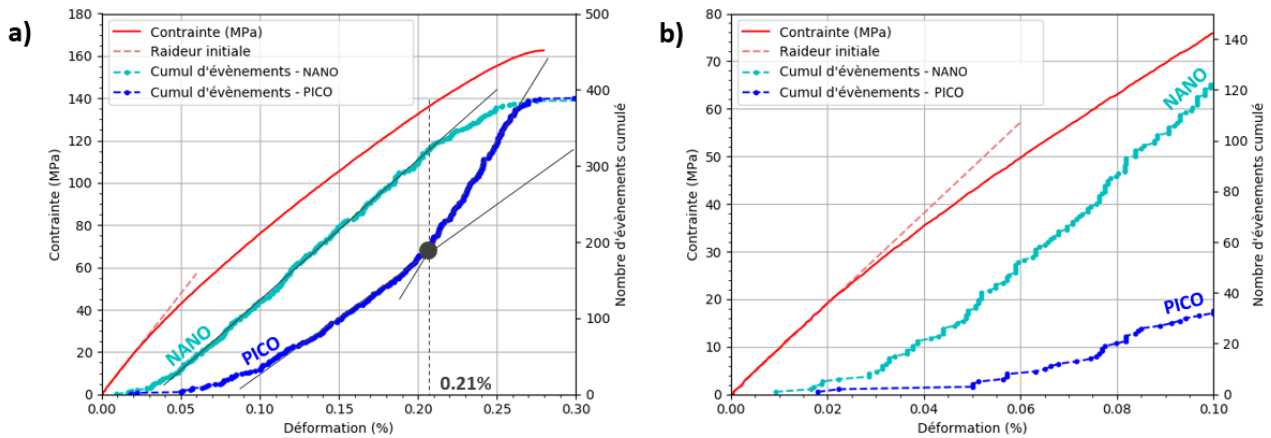 a)
Contrainte (MPa)
Raideur initiale
Cumul d'évènements - NANO
Cumul d'évènements - PICO
180
160
140
120
100
80
60
40
20
0
Contrainte (MPa)
500
400
300
200
100
0
Nombre d'évènements cumulé
NANO
PICO
0.21%
0.00 0.05 0.10 0.15 0.20 0.25 0.30
Déformation (%)
b)
Contrainte (MPa)
Raideur initiale
Cumul d'évènements - NANO
Cumul d'évènements - PICO
80
70
60
50
40
30
20
10
0
Contrainte (MPa)
140
120
100
80
60
40
20
0
Nombre d'évènements cumulé
NANO
PICO
0.00 0.02 0.04 0.06 0.08 0.10
Déformation (%)